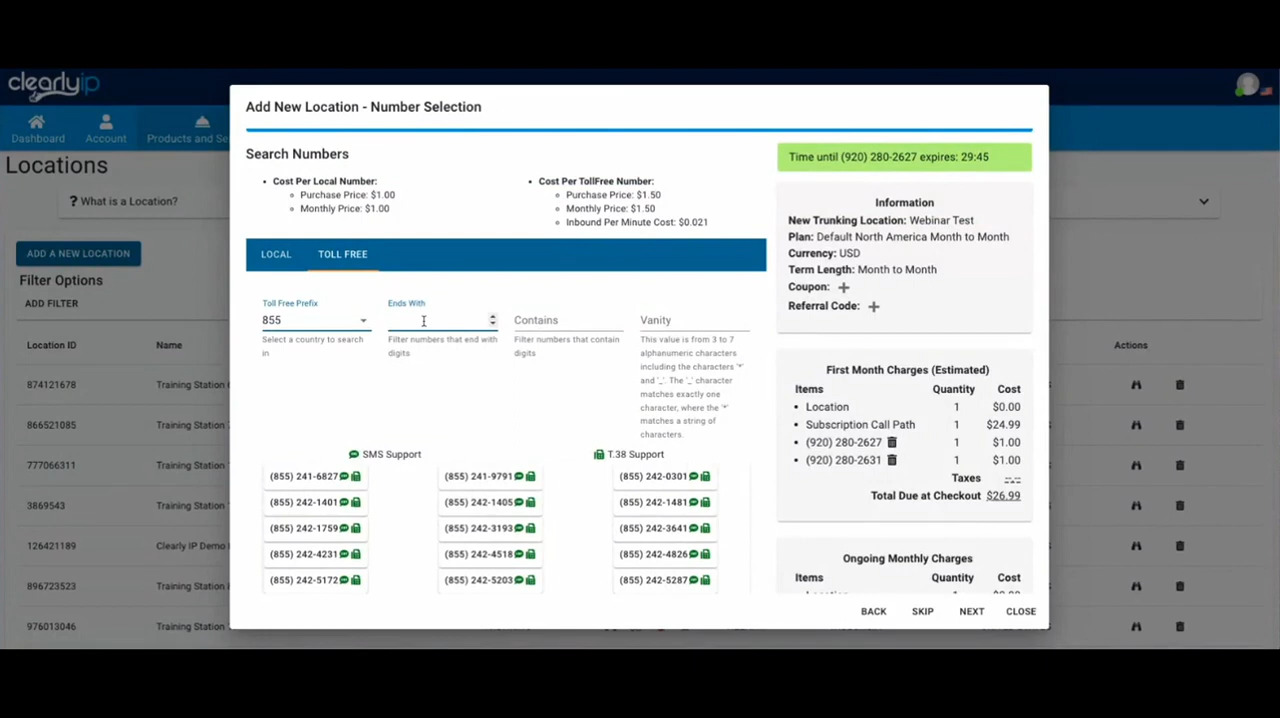 clearlyip
Dashboard
Account
Products and Se
Locations
? What is a Location?
ADD A NEW LOCATION
Filter Options
ADD FILTER
Location ID Name Actions
874121678 Training Station
866521085 Training Station
777066311 Training Station
3869543 Training Station
126421189 Clearly IP Demo
896723523 Training Station
976013046 Training Station
Add New Location - Number Selection
Search Numbers
• Cost Per Local Number:
Purchase Price: $1.00
Monthly Price: $1.00
• Cost Per TollFree Number:
Purchase Price: $1.50
Monthly Price: $1.50
Inbound Per Minute Cost: $0.021
LOCAL TOLL FREE
Toll Free Prefix
855
Select a country to search
in
Ends With
Filter numbers that end with
digits
Contains
Filter numbers that contain
digits
Vanity
This value is from 3 to 7
alphanumeric characters
including the characters '*'
and '_'. The '_' character
matches exactly one
character, where the '*'
matches a string of
characters.
SMS Support T.38 Support
(855) 241-6827 (855) 241-9791 (855) 242-0301
(855) 242-1401 (855) 242-1405 (855) 242-1481
(855) 242-1759 (855) 242-3193 (855) 242-3641
(855) 242-4231 (855) 242-4518 (855) 242-4826
(855) 242-5172 (855) 242-5203 (855) 242-5287
Time until (920) 280-2627 expires: 29:45
Information
New Trunking Location: Webinar Test
Plan: Default North America Month to Month
Currency: USD
Term Length: Month to Month
Coupon: +
Referral Code: +
First Month Charges (Estimated)
Items Quantity Cost
• Location 1 $0.00
• Subscription Call Path 1 $24.99
• (920) 280-2627 1 $1.00
• (920) 280-2631 1 $1.00
Taxes --.--
Total Due at Checkout $26.99
Ongoing Monthly Charges
Items Quantity Cost
BACK SKIP NEXT CLOSE